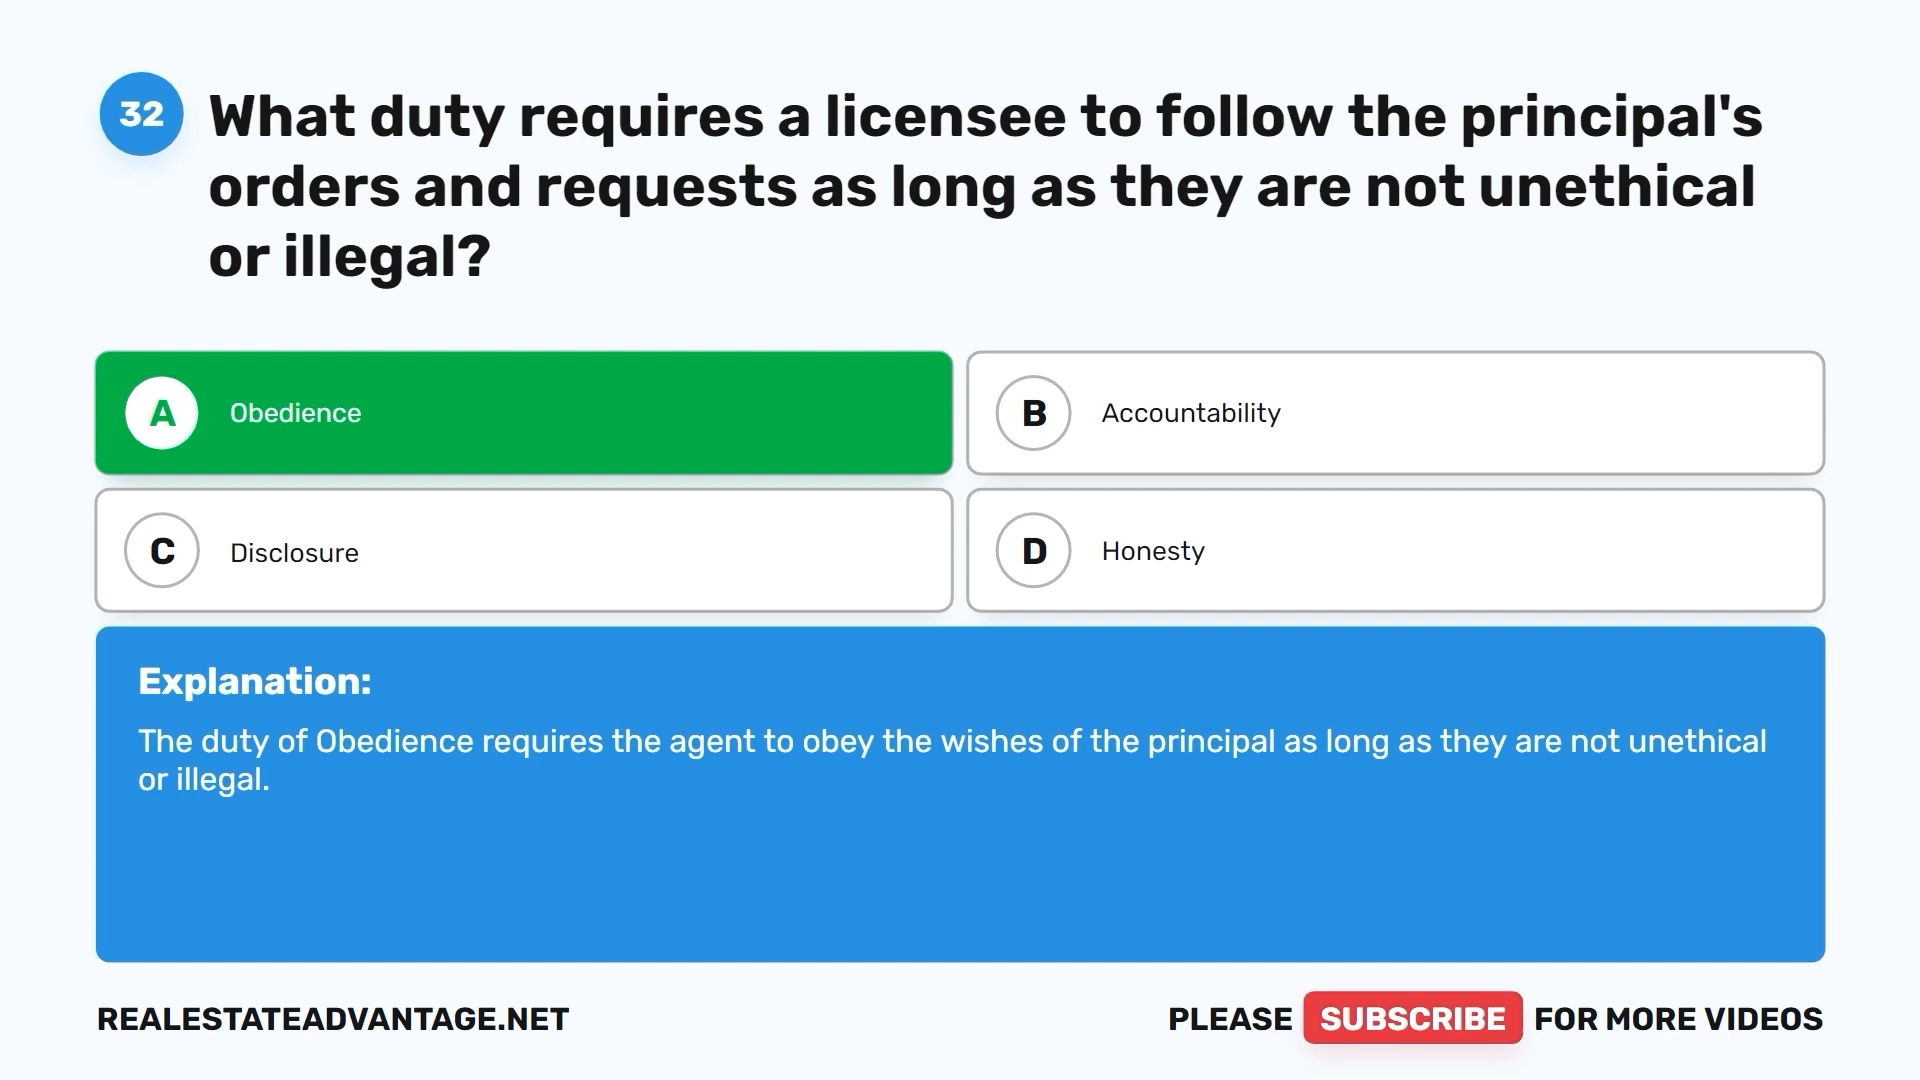 32
What duty requires a licensee to follow the principal's
orders and requests as long as they are not unethical
or illegal?
A Obedience
B Accountability
C Disclosure
D Honesty
Explanation:
The duty of Obedience requires the agent to obey the wishes of the principal as long as they are not unethical
or illegal.
REALESTATEADVANTAGE.NET
PLEASE SUBSCRIBE FOR MORE VIDEOS